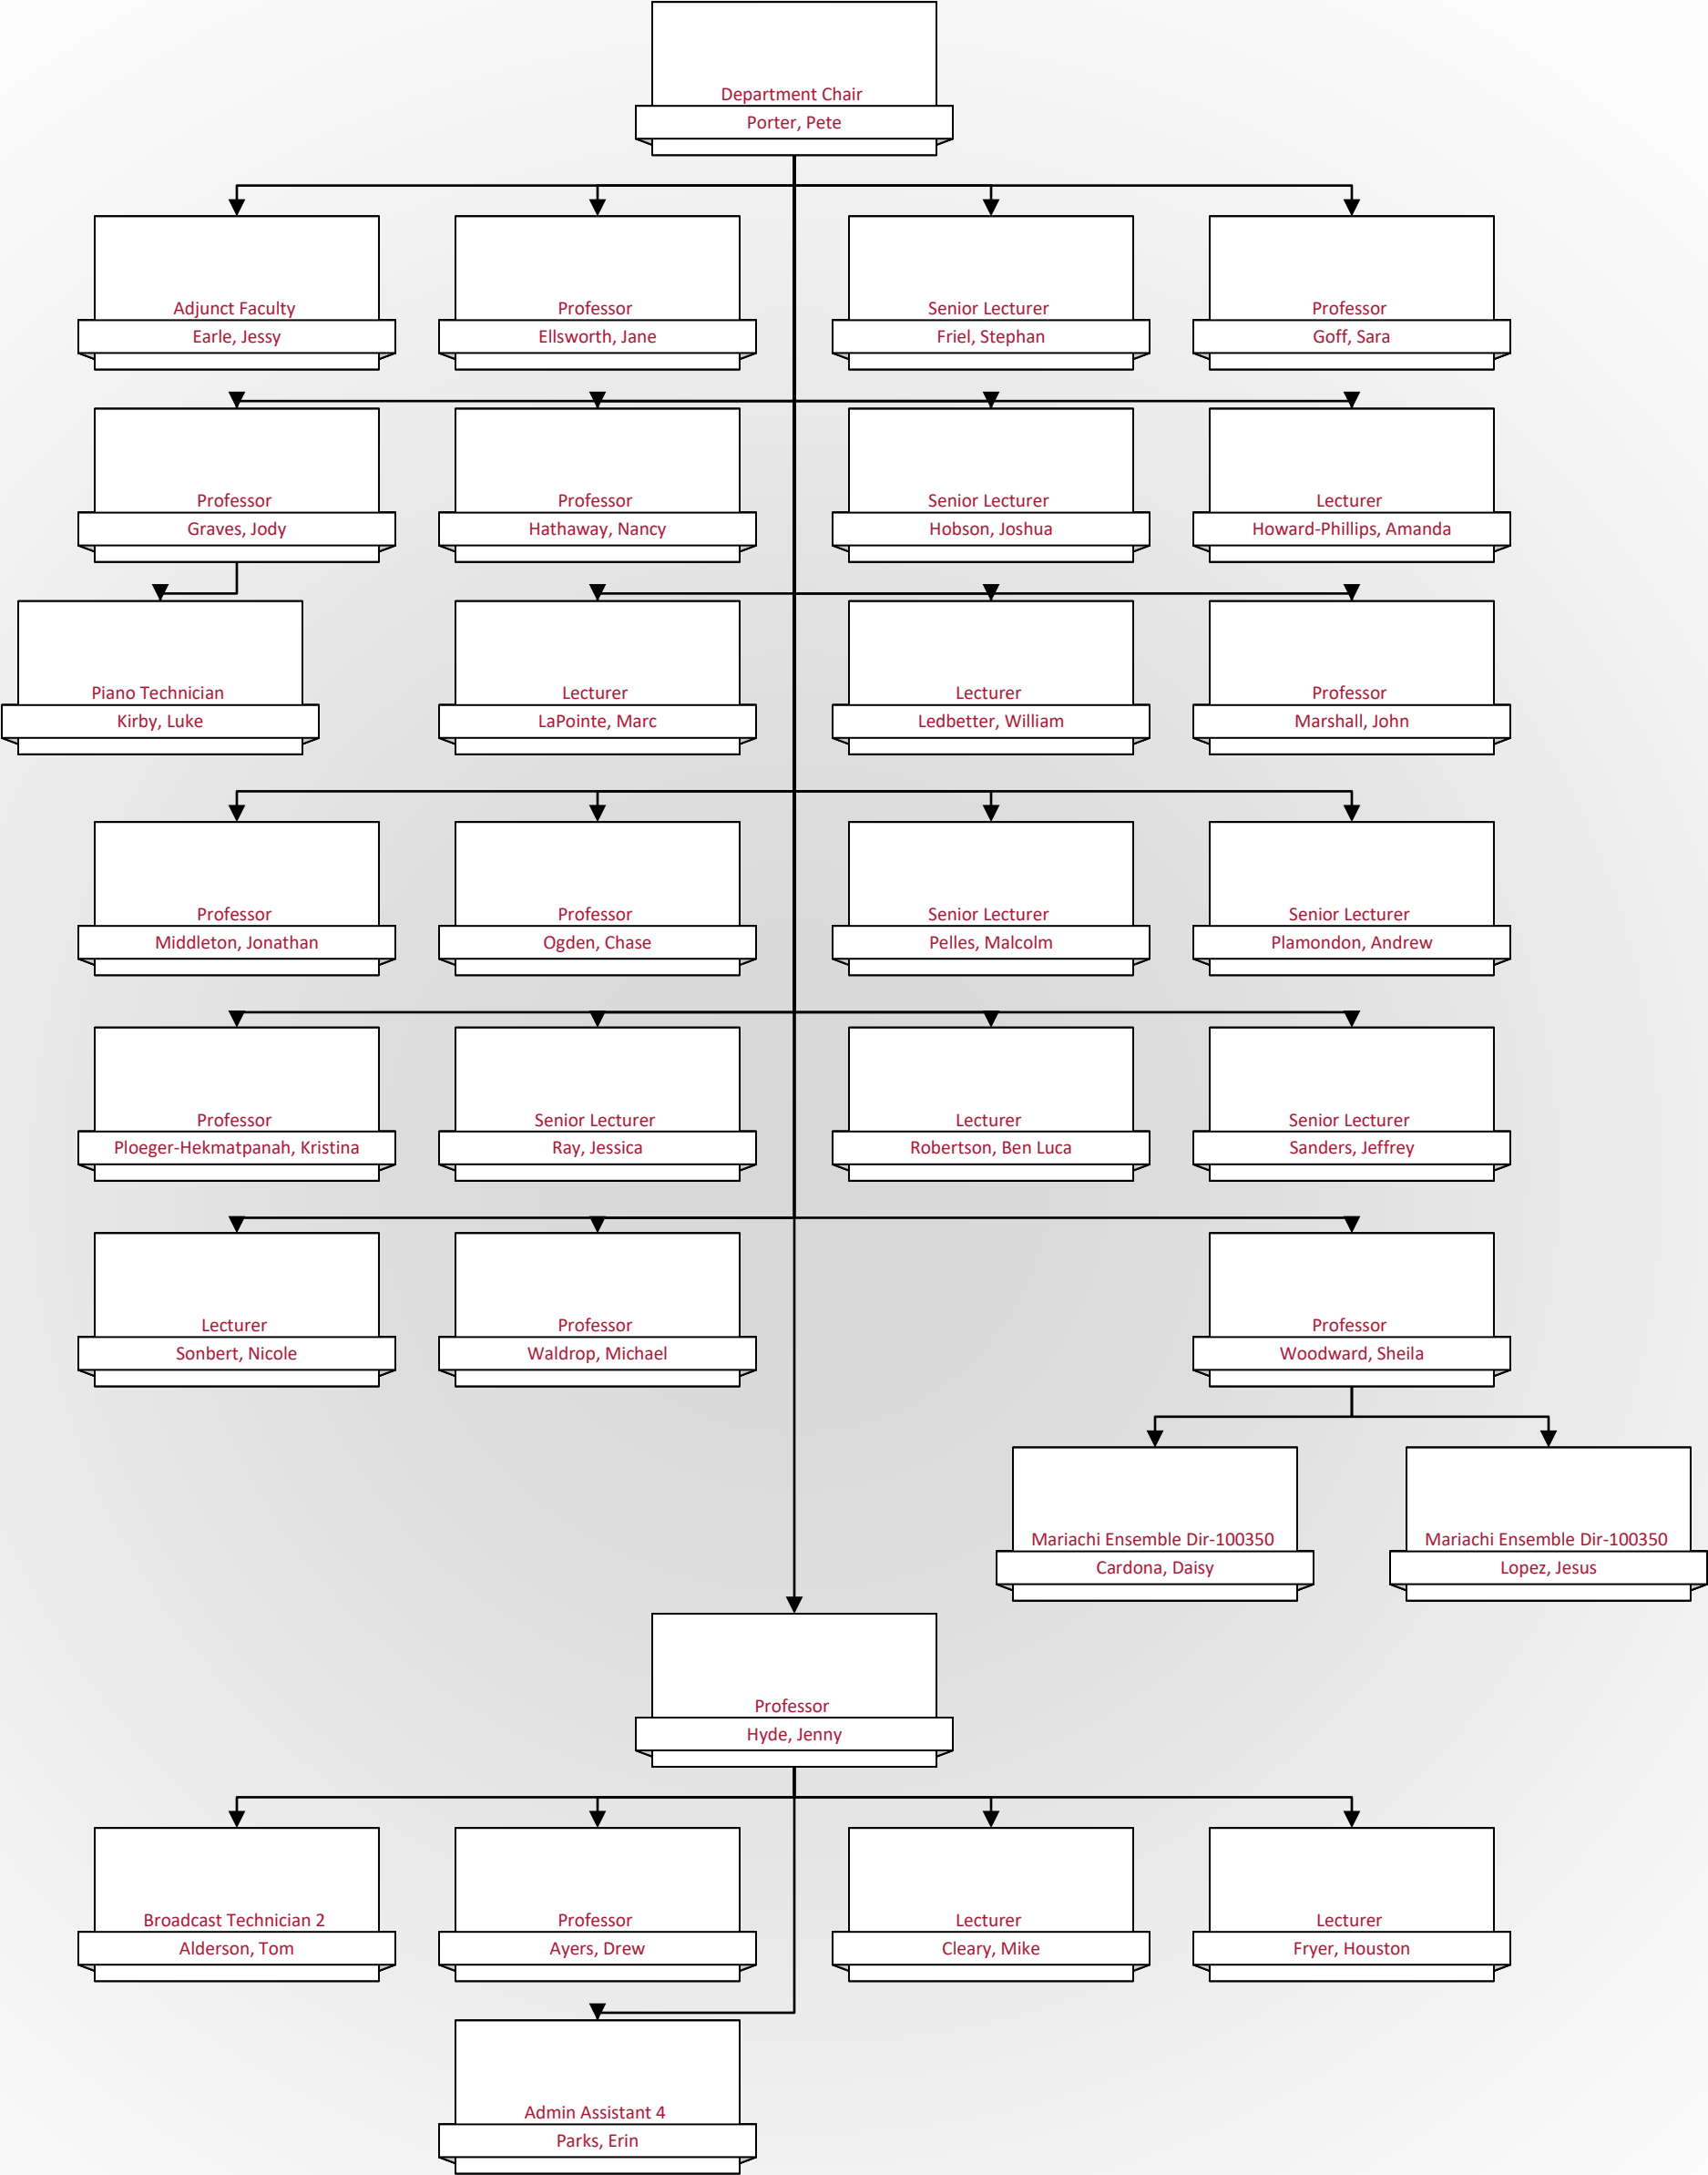 Department Chair
Porter, Pete
Adjunct Faculty
Earle, Jessy
Professor
Ellsworth, Jane
Senior Lecturer
Friel, Stephan
Professor
Goff, Sara
Professor
Graves, Jody
Professor
Hathaway, Nancy
Senior Lecturer
Hobson, Joshua
Lecturer
Howard-Phillips, Amanda
Piano Technician
Kirby, Luke
Lecturer
LaPointe, Marc
Lecturer
Ledbetter, William
Professor
Marshall, John
Professor
Middleton, Jonathan
Professor
Ogden, Chase
Senior Lecturer
Pelles, Malcolm
Senior Lecturer
Plamondon, Andrew
Professor
Ploeger-Hekmatpanah, Kristina
Senior Lecturer
Ray, Jessica
Lecturer
Robertson, Ben Luca
Senior Lecturer
Sanders, Jeffrey
Lecturer
Sonbert, Nicole
Professor
Waldrop, Michael
Professor
Woodward, Sheila
Mariachi Ensemble Dir-100350
Cardona, Daisy
Mariachi Ensemble Dir-100350
Lopez, Jesus
Professor
Hyde, Jenny
Broadcast Technician 2
Alderson, Tom
Professor
Ayers, Drew
Lecturer
Cleary, Mike
Lecturer
Fryer, Houston
Admin Assistant 4
Parks, Erin